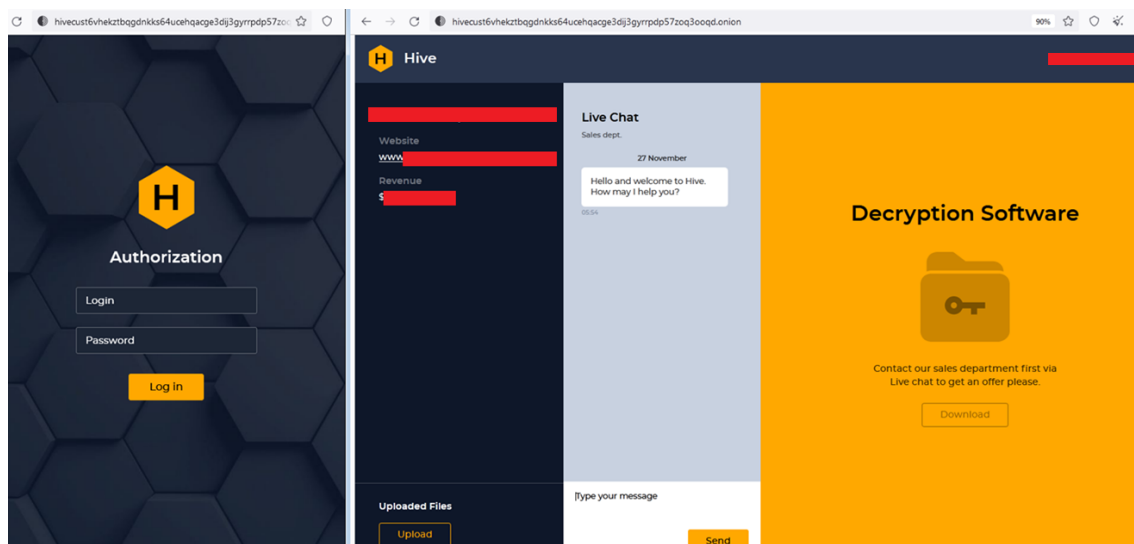 hivecust6vhekztbqgdnkks64ucehqacge3dij3gyrrpdp57zoc
H
Authorization
Login
Password
Log in
hivecust6vhekztbqgdnkks64ucehqacge3dij3gyrrpdp57zoq3ooqd.onion
90%
H Hive
Website
www
Revenue
$
Uploaded Files
Upload
Live Chat
Sales dept.
27 November
Hello and welcome to Hive.
How may I help you?
05:54
Type your message
Send
Decryption Software
Contact our sales department first via
Live chat to get an offer please.
Download